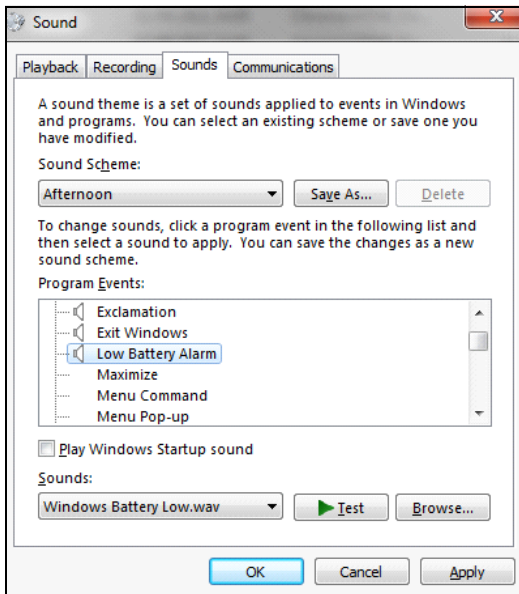 Sound
Playback Recording Sounds Communications
A sound theme is a set of sounds applied to events in Windows
and programs. You can select an existing scheme or save one you
have modified.
Sound Scheme:
Afternoon Save As... Delete
To change sounds, click a program event in the following list and
then select a sound to apply. You can save the changes as a new
sound scheme.
Program Events:
Exclamation
Exit Windows
Low Battery Alarm
Maximize
Menu Command
Menu Pop-up
Play Windows Startup sound
Sounds:
Windows Battery Low.wav Test Browse...
OK Cancel Apply